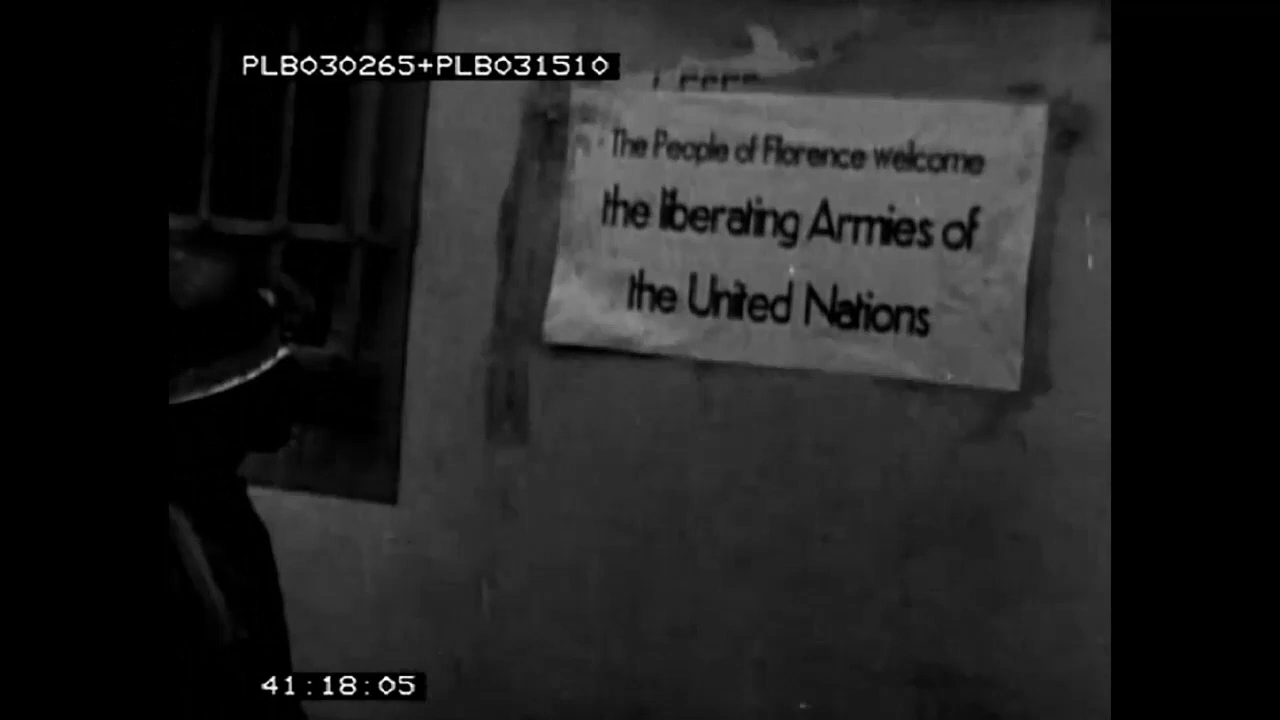 PLB030265+PLB031510
The People of Florence welcome
the liberating Armies of
the United Nations
41:18:05